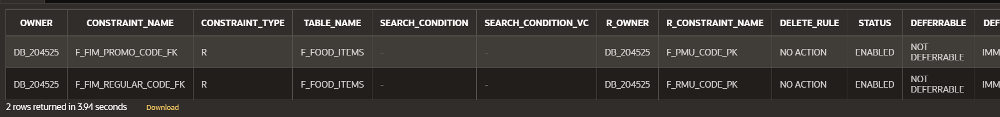 OWNER CONSTRAINT_NAME CONSTRAINT_TYPE TABLE_NAME SEARCH_CONDITION SEARCH_CONDITION_VC R_OWNER R_CONSTRAINT_NAME DELETE_RULE STATUS DEFERRABLE DEF
DB_204525 F_FIM_PROMO_CODE_FK R F_FOOD_ITEMS - - DB_204525 F_PMU_CODE_PK NO ACTION ENABLED NOT DEFERRABLE IMM
DB_204525 F_FIM_REGULAR_CODE_FK R F_FOOD_ITEMS - - DB_204525 F_RMU_CODE_PK NO ACTION ENABLED NOT DEFERRABLE IMM
2 rows returned in 3.94 seconds Download